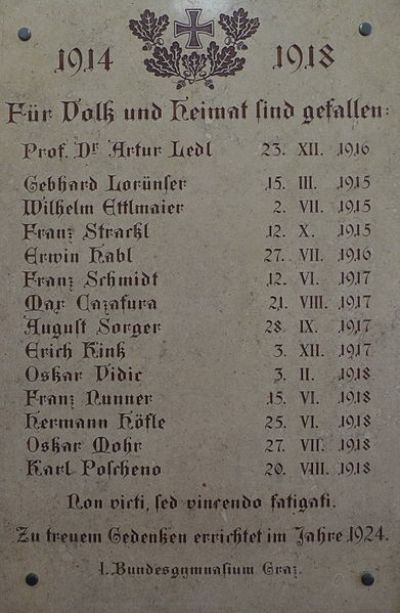 1914 1918
Für Volk und Heimat sind gefallen:
Prof. Dr Artur Ledl 23. XII. 1916
Gebhard Lorünser 15. III. 1915
Wilhelm Ettlmaier 2. VII. 1915
Franz Strackl 12. X. 1915
Erwin Habl 27. VII. 1916
Franz Schmidt 12. VI. 1917
Max Cazafura 21. VIII. 1917
August Sorger 28. IX. 1917
Erich Kink 3. XII. 1917
Oskar Vidic 3. II. 1918
Franz Nunner 15. VI. 1918
Hermann Höfle 25. VI. 1918
Oskar Mohr 27. VII. 1918
Karl Poscheno 20. VIII. 1918
Non victi, sed vincendo fatigati.
Zu treuem Gedenken errichtet im Jahre 1924.
1. Bundesgymnasium Graz.